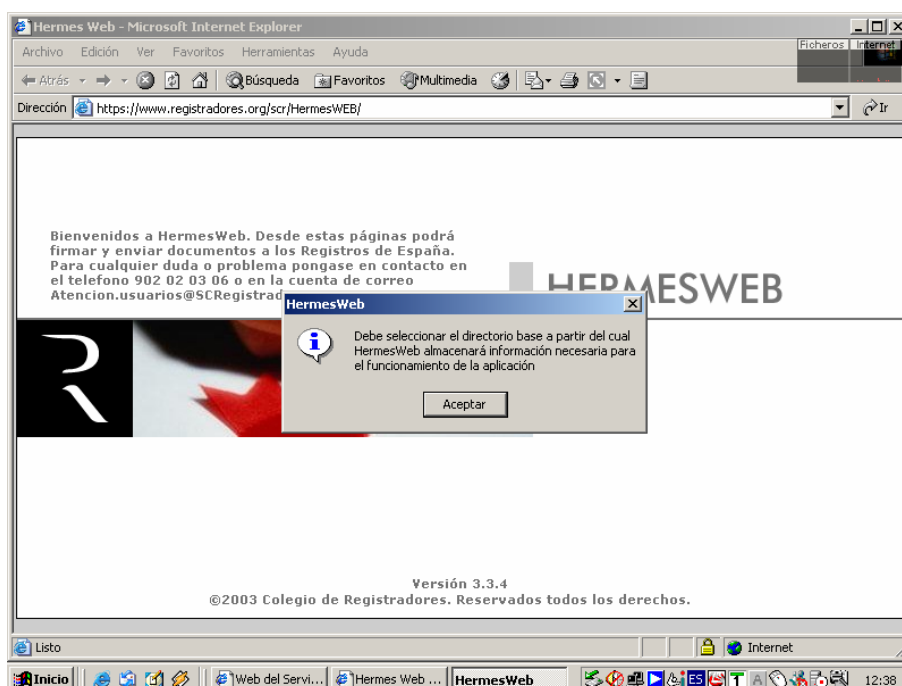 Hermes Web - Microsoft Internet Explorer
Archivo Edición Ver Favoritos Herramientas Ayuda
Ficheros Internet
Atrás Búsqueda Favoritos Multimedia
Dirección https://www.registradores.org/scr/HermesWEB/ Ir
Bienvenidos a HermesWeb. Desde estas páginas podrá
firmar y enviar documentos a los Registros de España.
Para cualquier duda o problema pongase en contacto en
el telefono 902 02 03 06 o en la cuenta de correo
Atencion.usuarios@SCRegistrad
HERMESWEB
HermesWeb
Debe seleccionar el directorio base a partir del cual
HermesWeb almacenará información necesaria para
el funcionamiento de la aplicación
Aceptar
Versión 3.3.4
©2003 Colegio de Registradores. Reservados todos los derechos.
Listo Internet
Inicio Web del Servi... Hermes Web ... HermesWeb ES T A 12:38